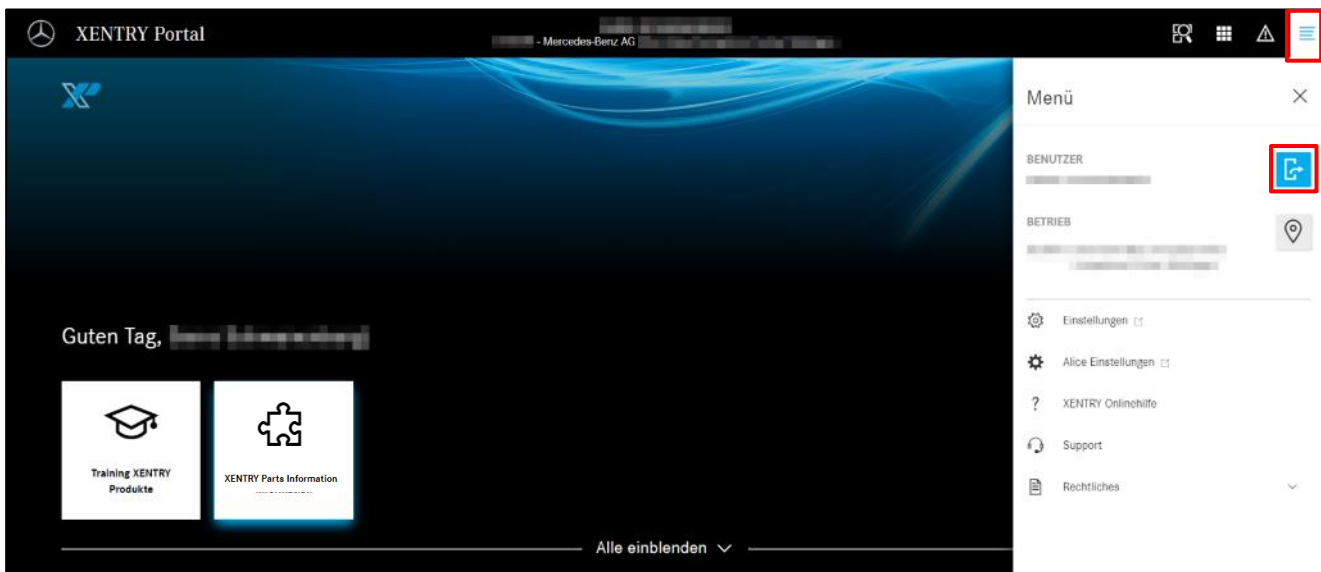 XENTRY Portal
- Mercedes-Benz AG
Menü
BENUTZER
BETRIEB
Guten Tag,
Einstellungen
Alice Einstellungen
? XENTRY Onlinehilfe
Support
Rechtliches
Training XENTRY
Produkte
XENTRY Parts Information
Alle einblenden